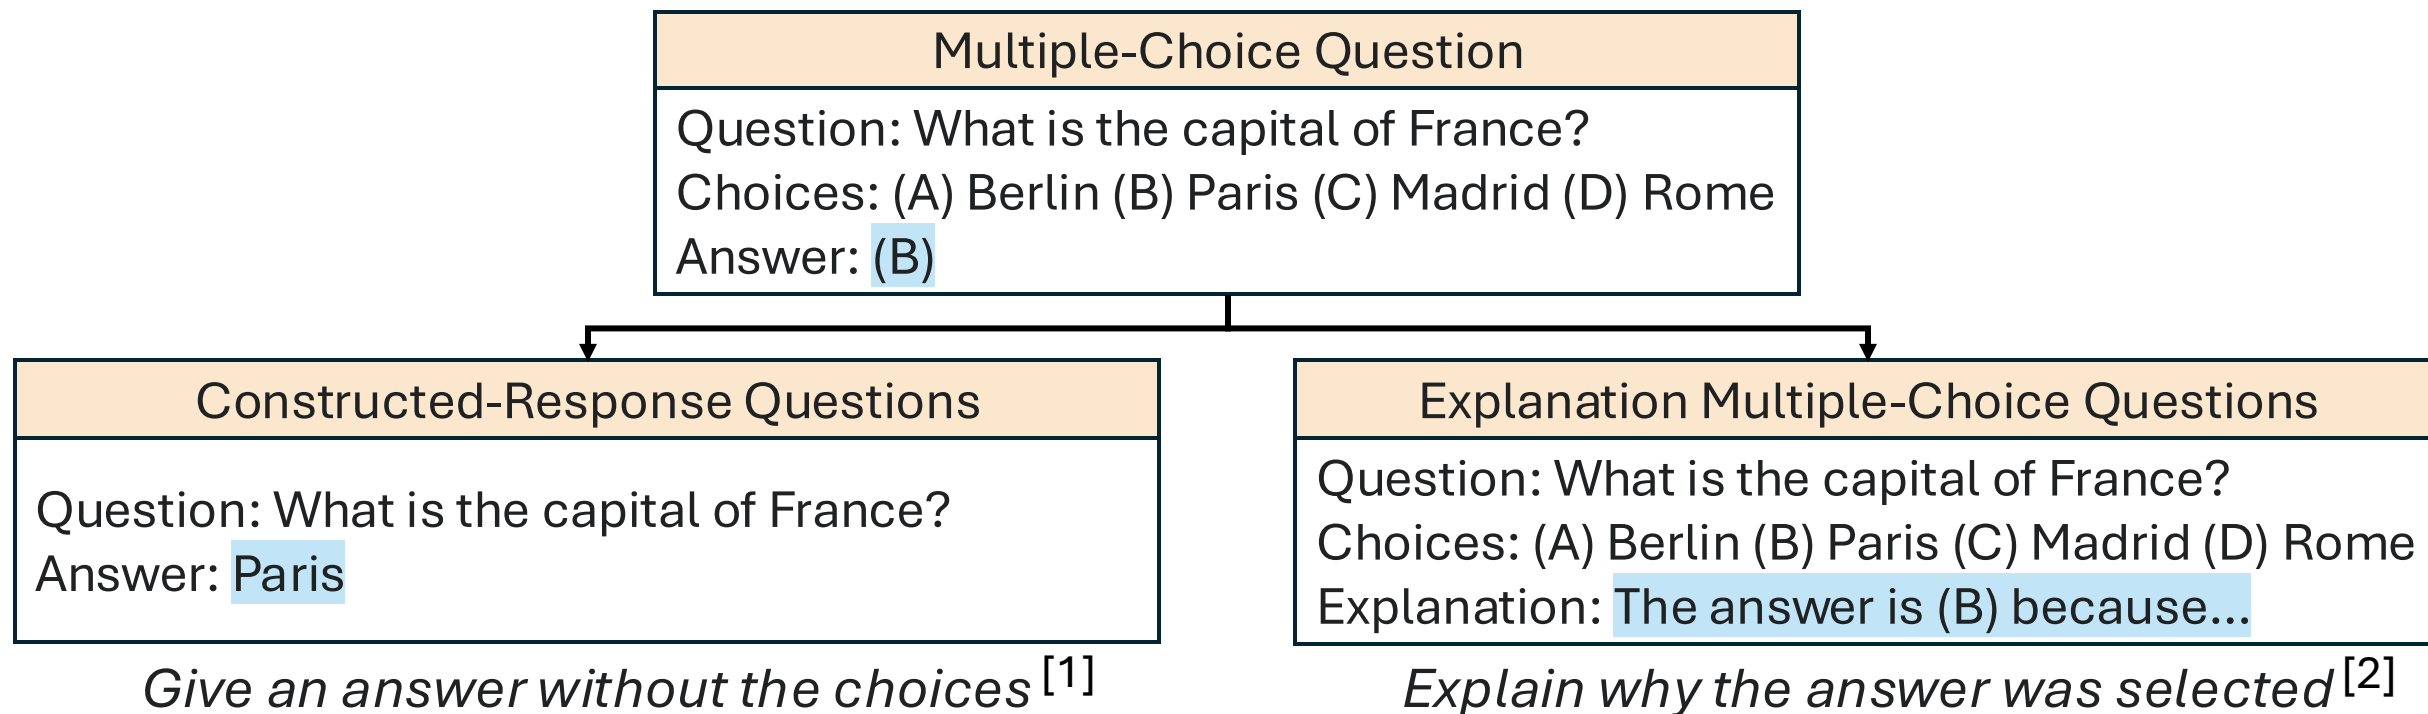 Multiple-Choice Question
Question: What is the capital of France?
Choices: (A) Berlin (B) Paris (C) Madrid (D) Rome
Answer: (B)
Constructed-Response Questions
Question: What is the capital of France?
Answer: Paris
Give an answer without the choices [1]
Explanation Multiple-Choice Questions
Question: What is the capital of France?
Choices: (A) Berlin (B) Paris (C) Madrid (D) Rome
Explanation: The answer is (B) because...
Explain why the answer was selected [2]